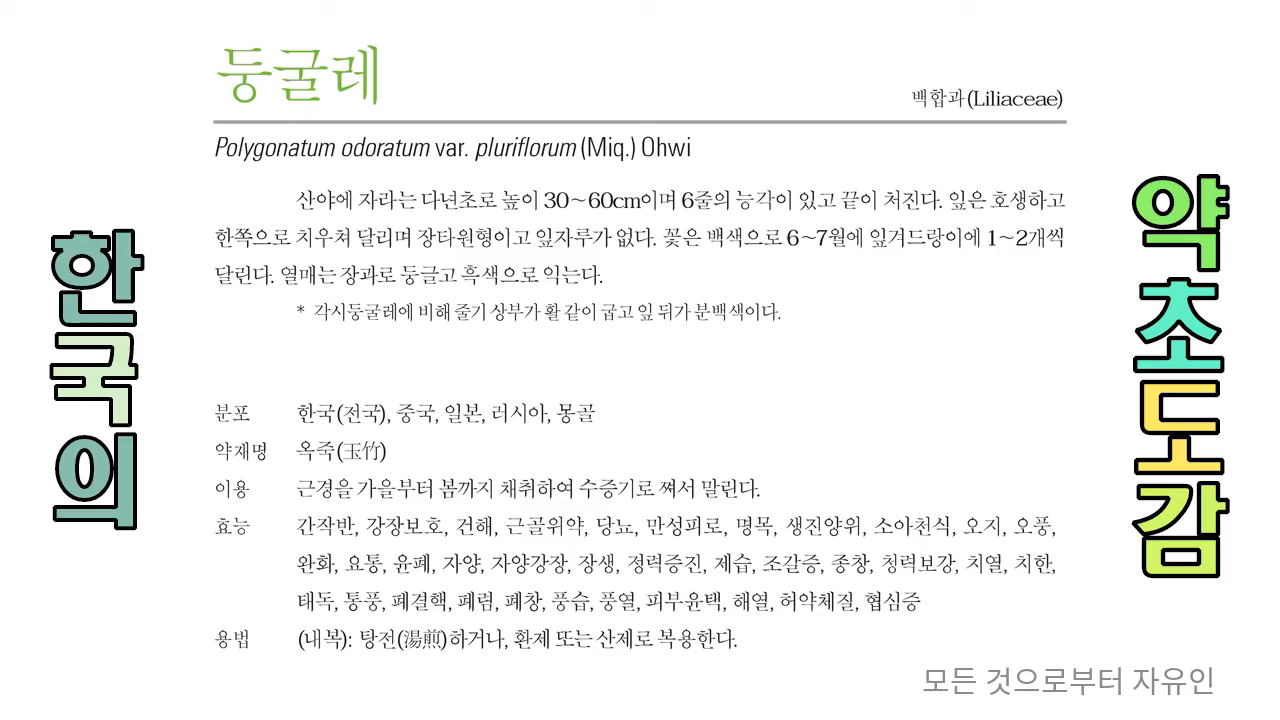 둥굴레
백합과(Liliaceae)
Polygonatum odoratum var. pluriflorum (Miq.) Ohwi
산야에 자라는 다년초로 높이 30~60cm이며 6줄의 능각이 있고 끝이 처진다. 잎은 호생하고
한쪽으로 치우쳐 달리며 장타원형이고 잎자루가 없다. 꽃은 백색으로 6~7월에 잎겨드랑이에 1~2개씩
달린다. 열매는 장과로 둥글고 흑색으로 익는다.
* 각시둥굴레에 비해 줄기 상부가 활 같이 굽고 잎 뒤가 분백색이다.
분포 한국(전국), 중국, 일본, 러시아, 몽골
약재명 옥죽(玉竹)
이용 근경을 가을부터 봄까지 채취하여 수증기로 쪄서 말린다.
효능 간작반, 강장보호, 건해, 근골위약, 당뇨, 만성피로, 명목, 생진양위, 소아천식, 오지, 오풍,
완화, 요통, 윤폐, 자양, 자양강장, 장생, 정력증진, 제습, 조갈증, 종창, 청력보강, 치열, 치한,
태독, 통풍, 폐결핵, 폐렴, 폐창, 풍습, 풍열, 피부윤택, 해열, 허약체질, 협심증
용법 (내복): 탕전(湯煎)하거나, 환제 또는 산제로 복용한다.
한국의
약초도감
모든 것으로부터 자유인